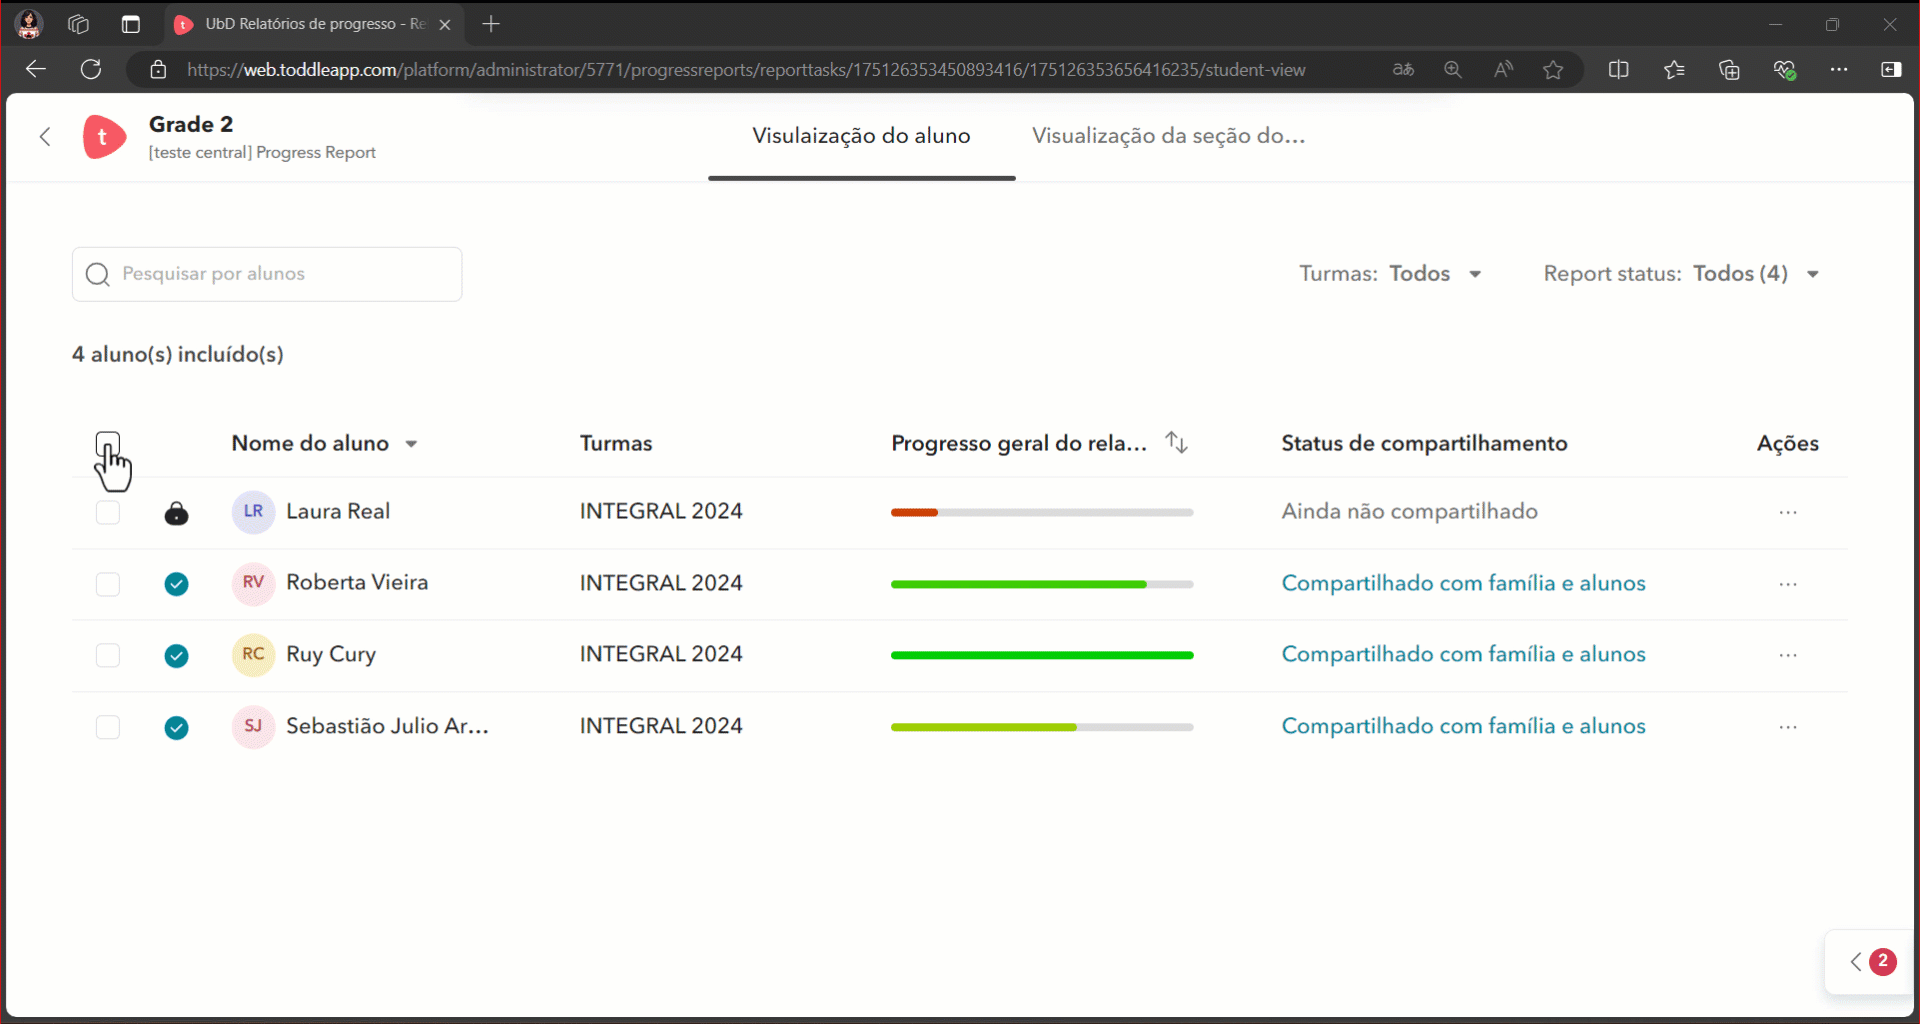 UbD Relatórios de progresso - Re
https://web.toddleapp.com/platform/administrator/5771/progressreports/reporttasks/175126353450893416/175126353656416235/student-view
aあ
A
t
Grade 2
[teste central] Progress Report
Visulaização do aluno
Visualização da seção do...
Pesquisar por alunos
Turmas: Todos
Report status: Todos (4)
4 aluno(s) incluído(s)
Nome do aluno Turmas Progresso geral do rela... Status de compartilhamento Ações
LR Laura Real INTEGRAL 2024 Ainda não compartilhado ...
RV Roberta Vieira INTEGRAL 2024 Compartilhado com família e alunos ...
RC Ruy Cury INTEGRAL 2024 Compartilhado com família e alunos ...
SJ Sebastião Julio Ar... INTEGRAL 2024 Compartilhado com família e alunos ...
2